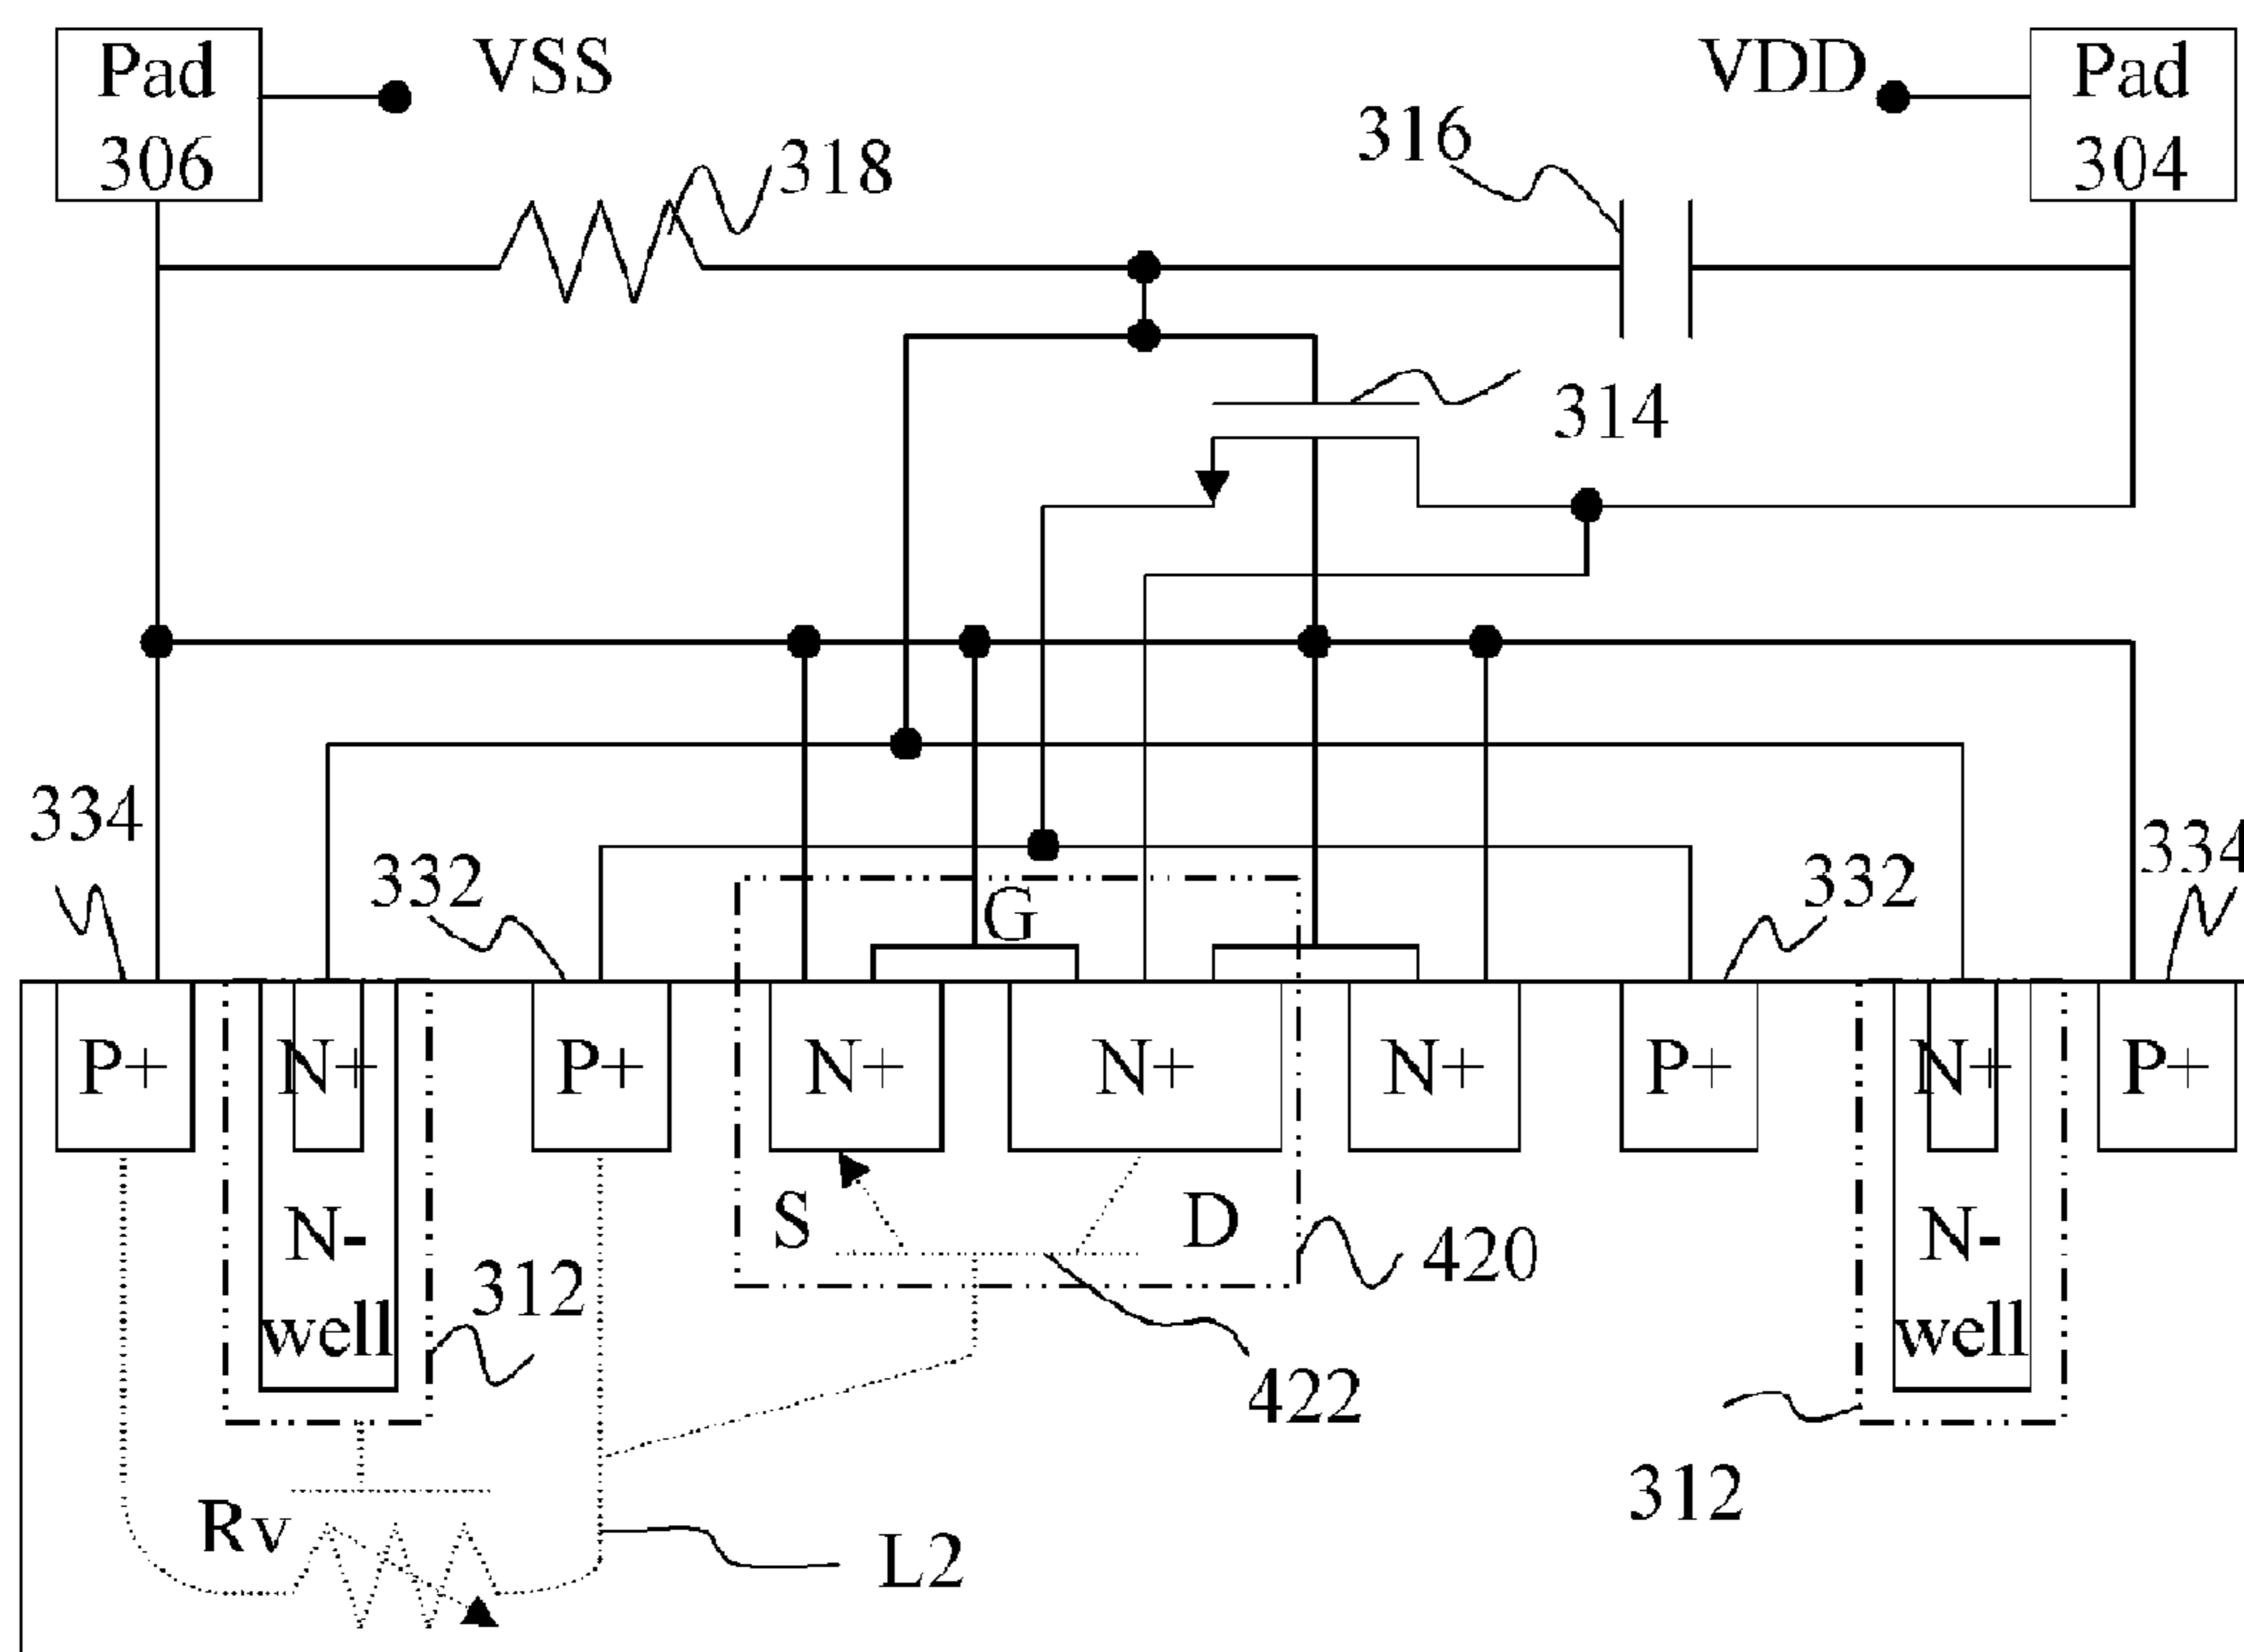 Pad
306
VSS
VDD
Pad
304
318
316
314
334
332
G
332
334
P+
N+
P+
N+
N+
N+
P+
N+
P+
N-
well
S
D
N-
well
312
420
422
312
Rv
L2